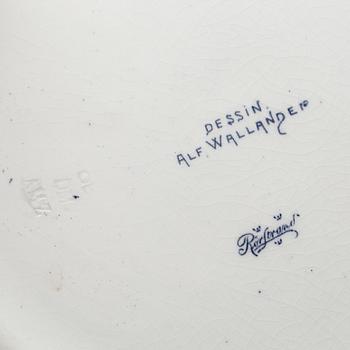 DESSIN.
ALF. WALLANDER
Rörstrand